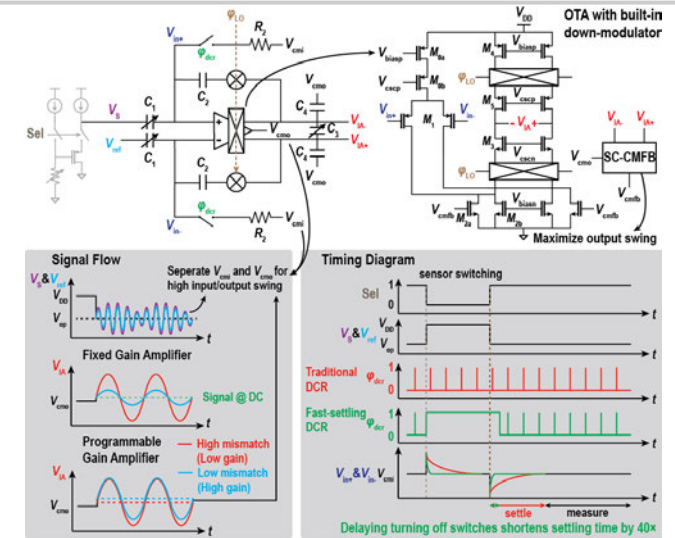 φLO
Vin+
φdcr
R2
Vcmi
C2
Vcmo
C4
VS
C1
Sel
Vref
C1
Vcmo
C3
VIA-
VIA+
C2
C4
Vcmo
φdcr
Vin-
R2
Vcmi
VDD
OTA with built-in
down-modulator
Vbiasp
M0a
M4
Vbiasp
Vcscp
M0b
φLO
Vcscp
M5
Vin+
M1
Vin-
- VIA +
M3
Vcscn
VIA-
VIA+
Vcmo
SC-CMFB
φLO
Vcmfb
Vcmfb
M2a
M2b
Vbiasn
Vcmfb
Maximize output swing
Signal Flow
VS&Vref
VDD
Vop
t
Seperate Vcmi and Vcmo for
high input/output swing
Fixed Gain Amplifier
VIA
Vcmo
t
Signal @ DC
Programmable
Gain Amplifier
VIA
Vcmo
t
High mismatch
(Low gain)
Low mismatch
(High gain)
Timing Diagram
sensor switching
Sel
1
0
t
VS&Vref
VDD
Vop
t
Traditional
DCR
φdcr
1
0
t
Fast-settling
DCR
φdcr
1
0
t
Vin+&Vin-
Vcmi
t
settle
measure
Delaying turning off switches shortens settling time by 40×